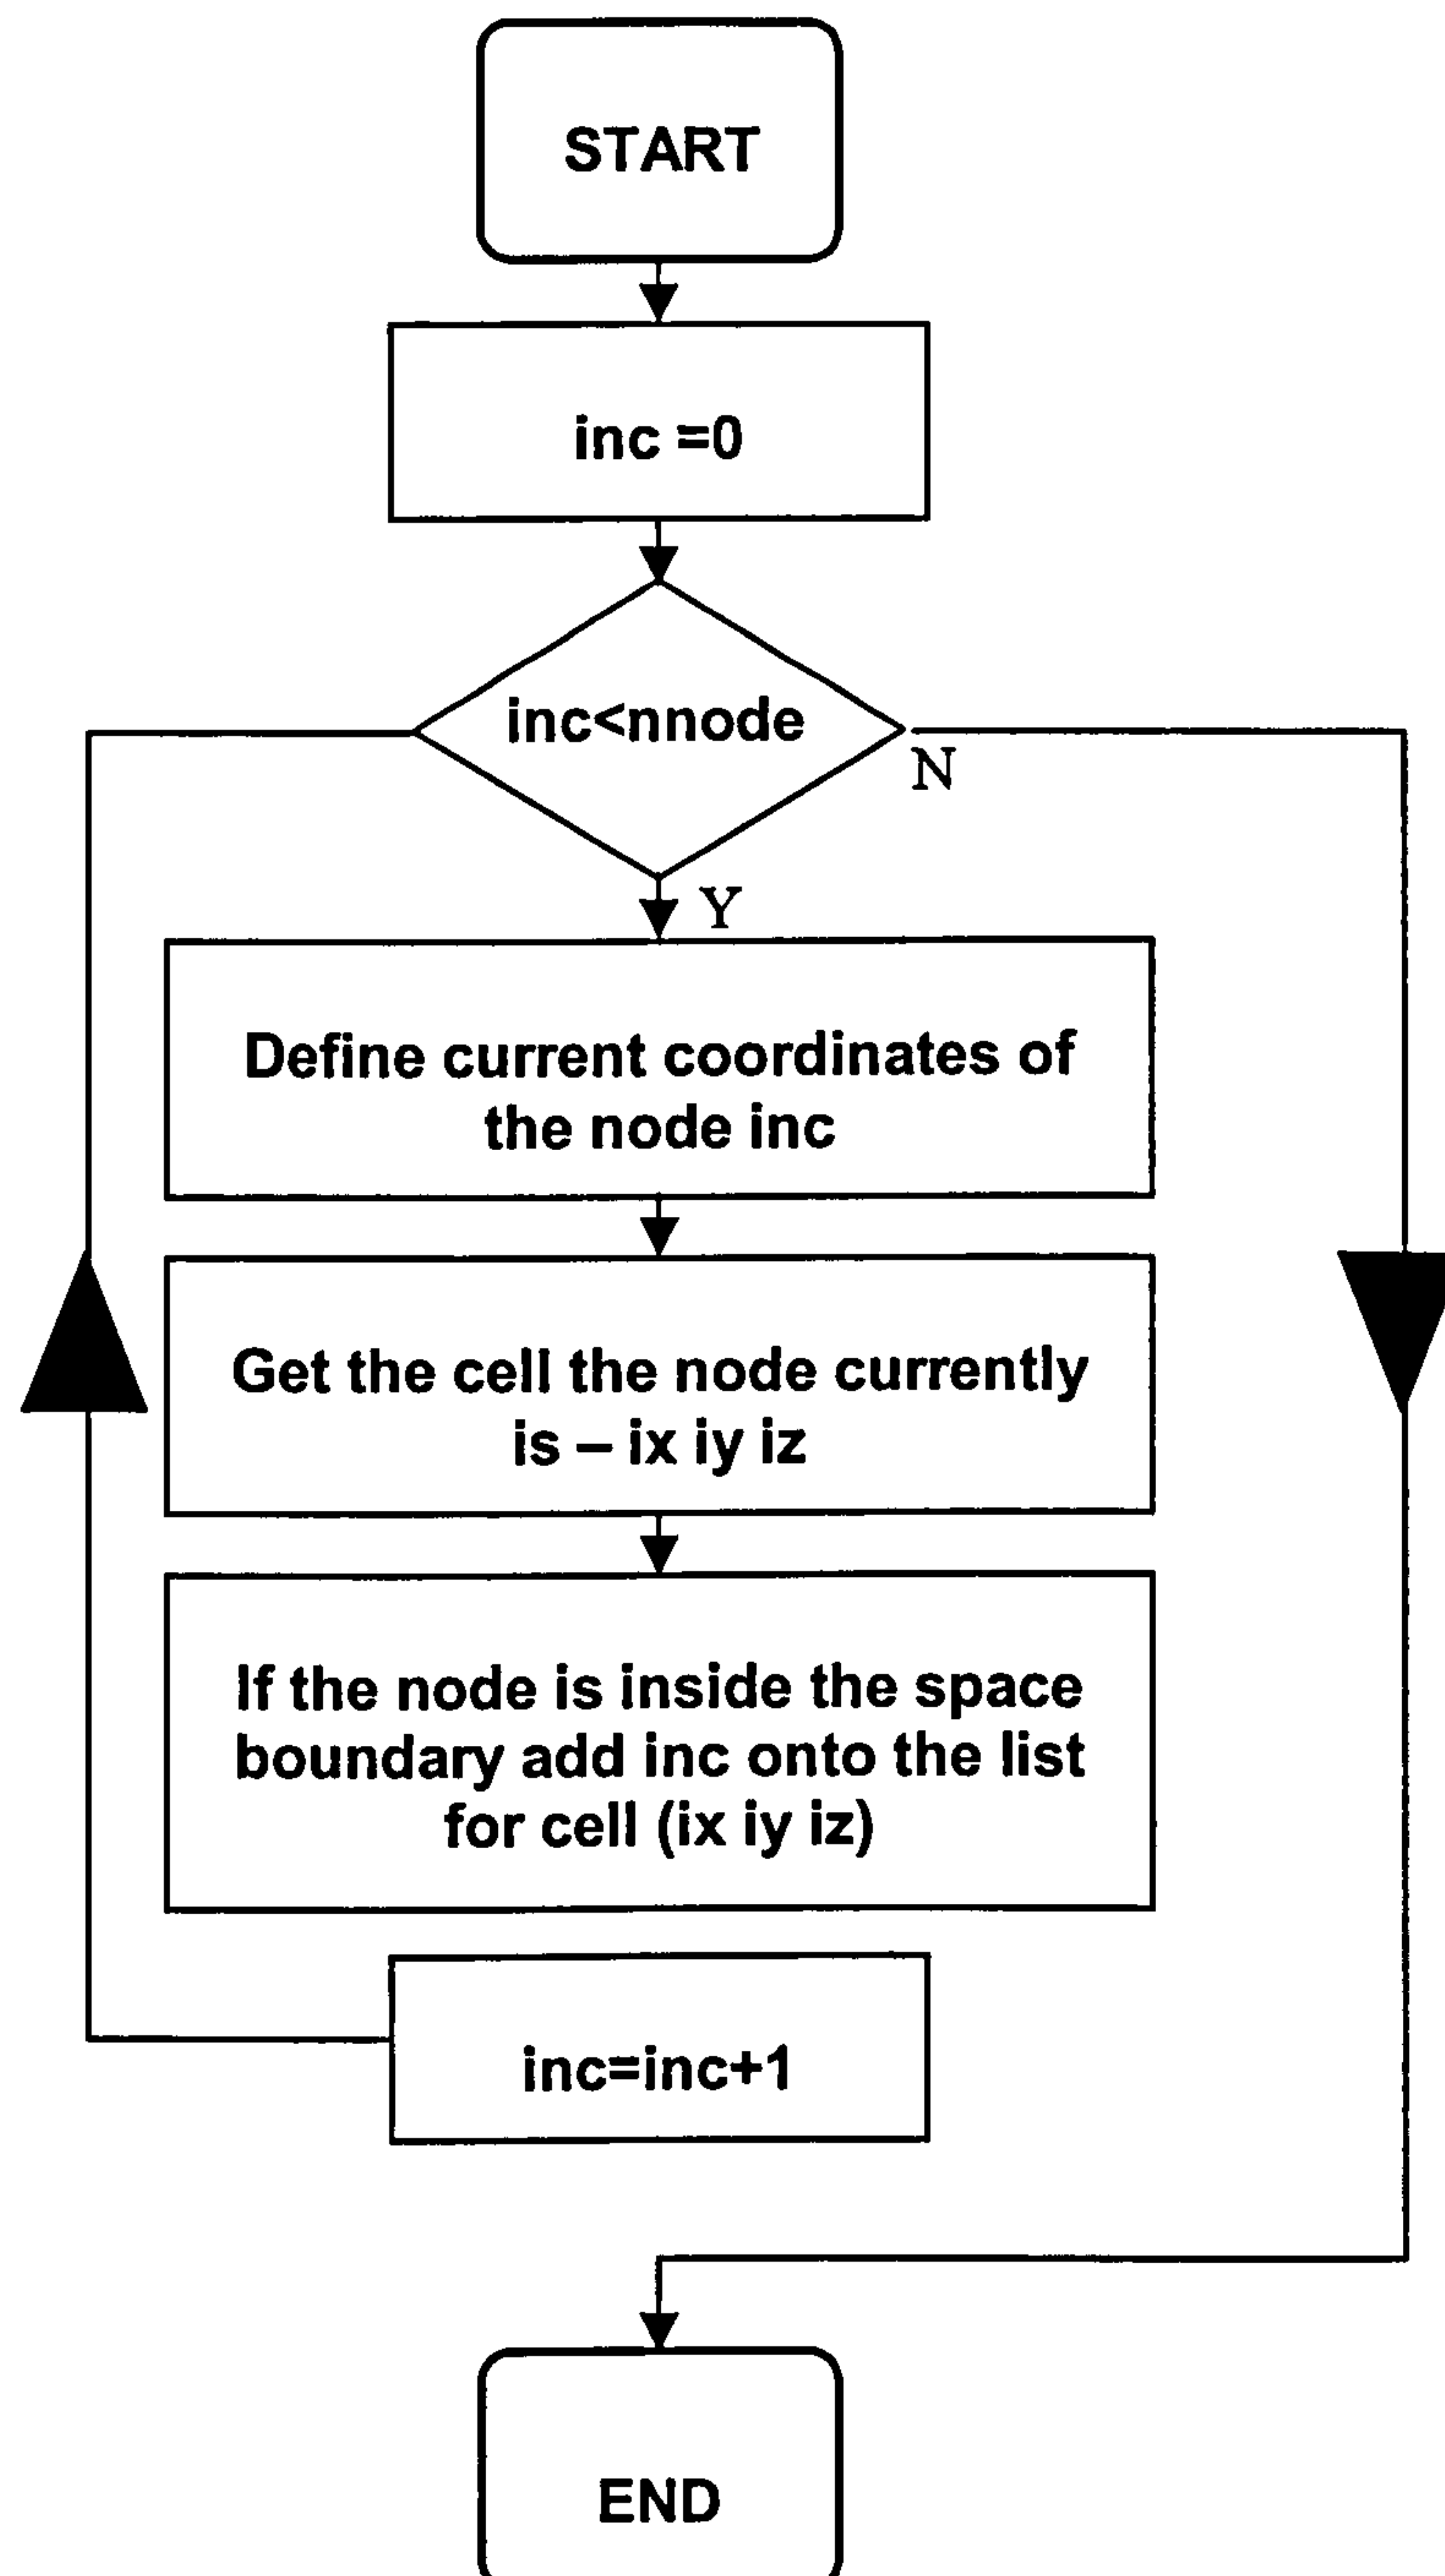 START
inc =0
inc<nnode
N
Y
Define current coordinates of
the node inc
Get the cell the node currently
is – ix iy iz
If the node is inside the space
boundary add inc onto the list
for cell (ix iy iz)
inc=inc+1
END